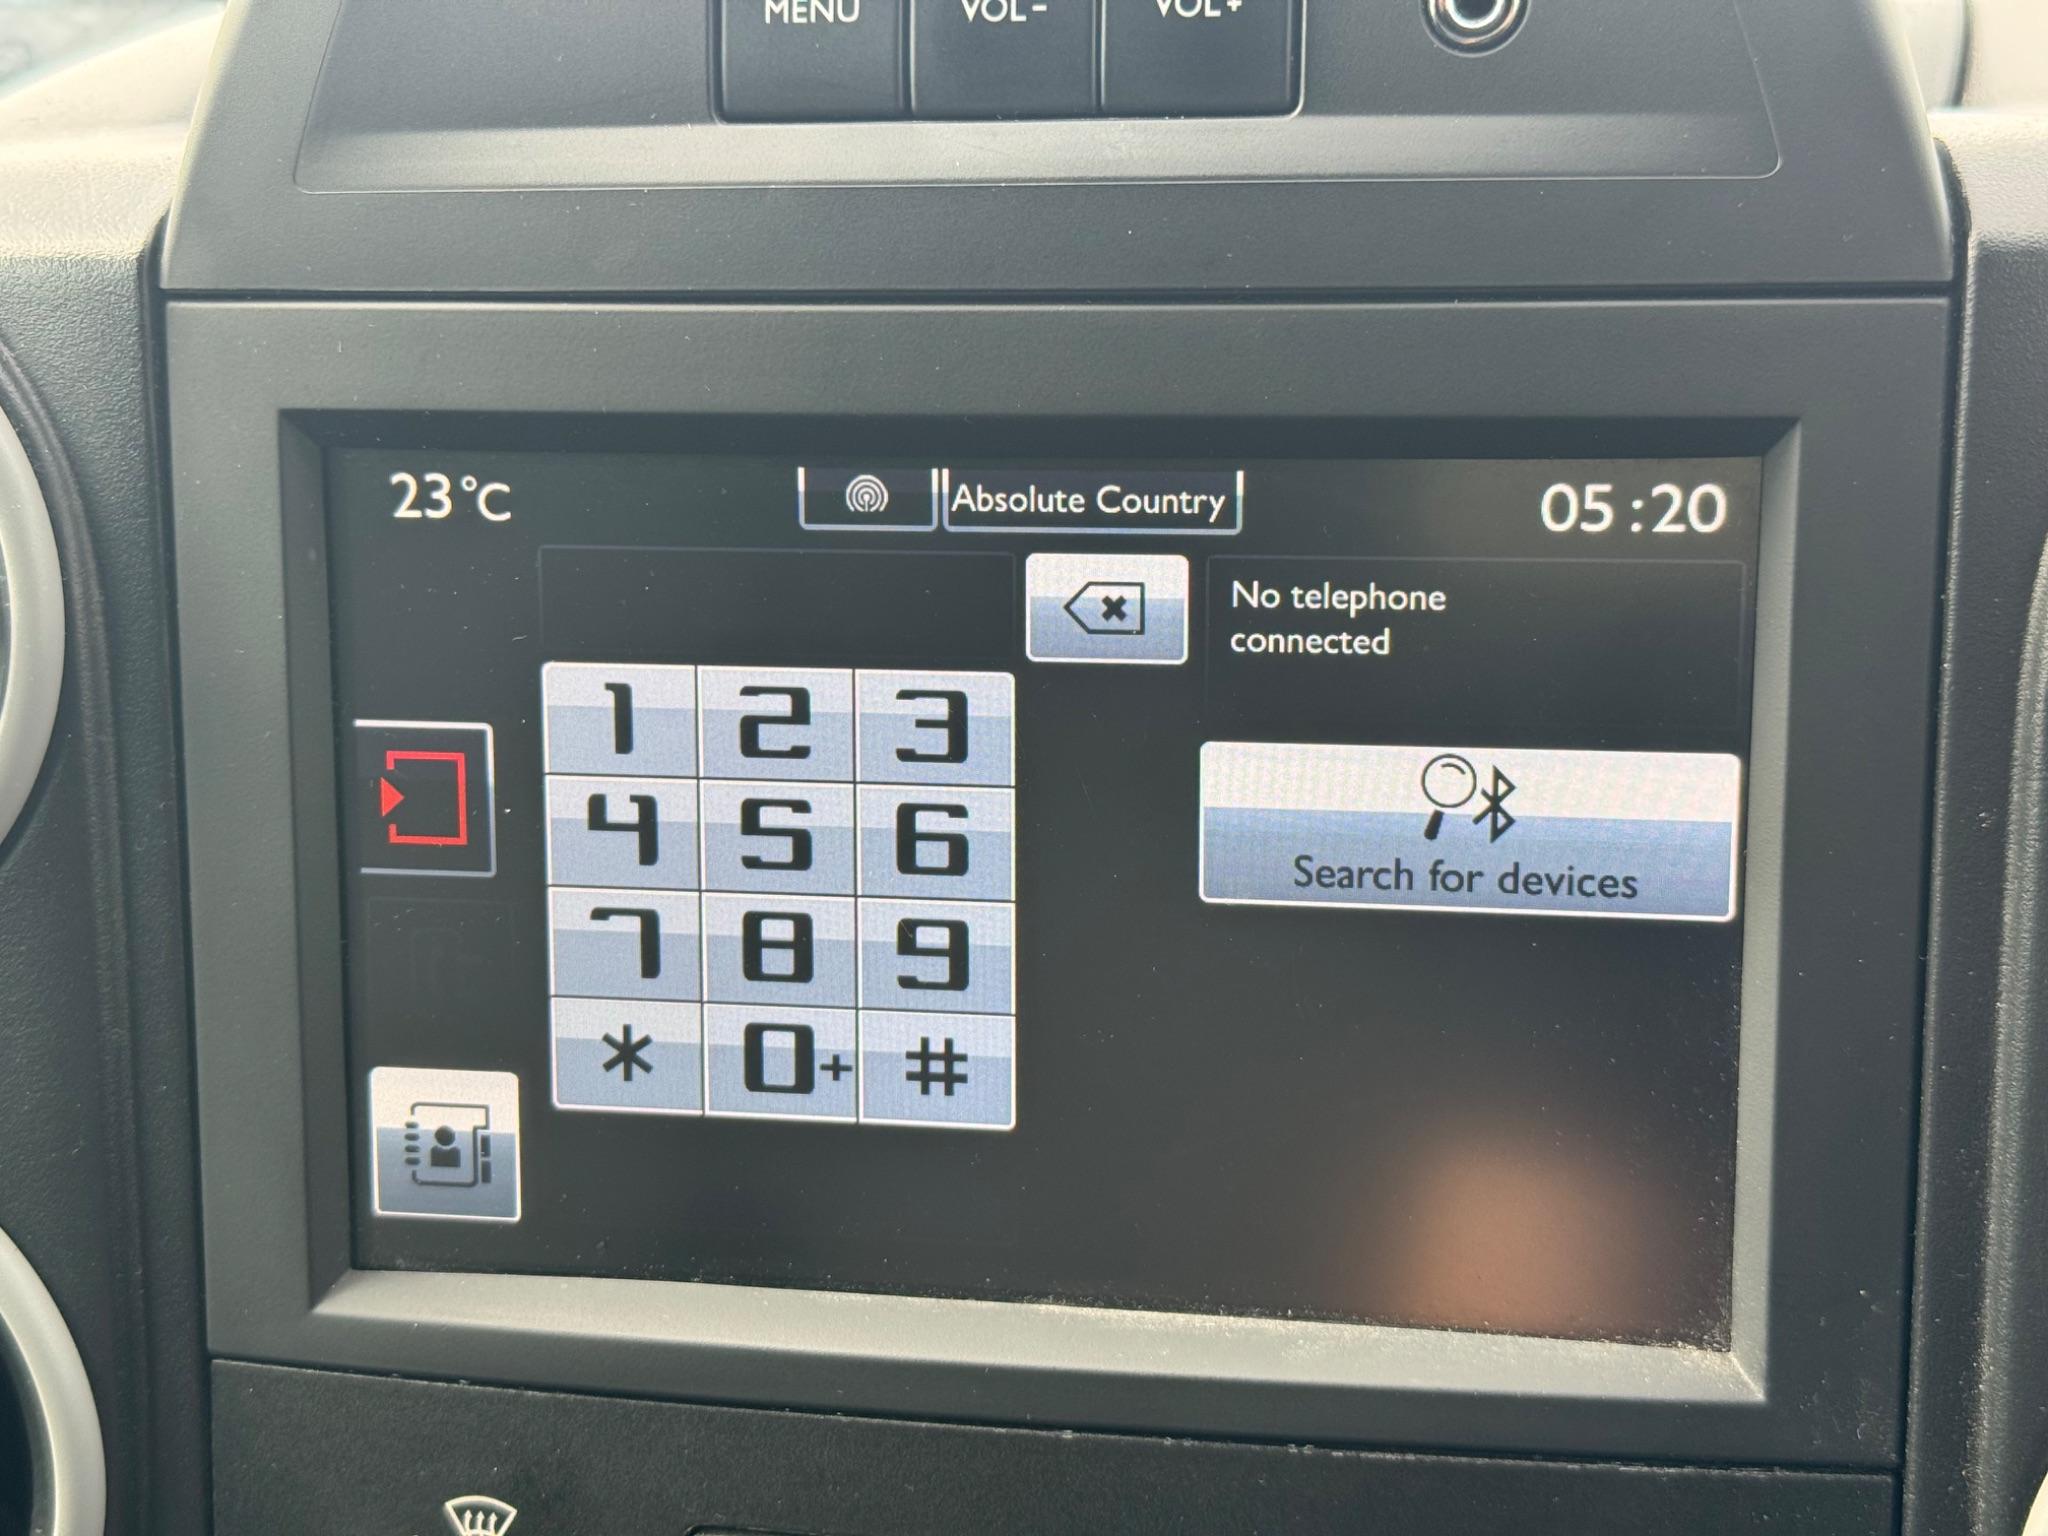 MENU VOL- VOL+
23°C Absolute Country 05:20
No telephone
connected
1 2 3
4 5 6
Search for devices
7 8 9
* 0+ #